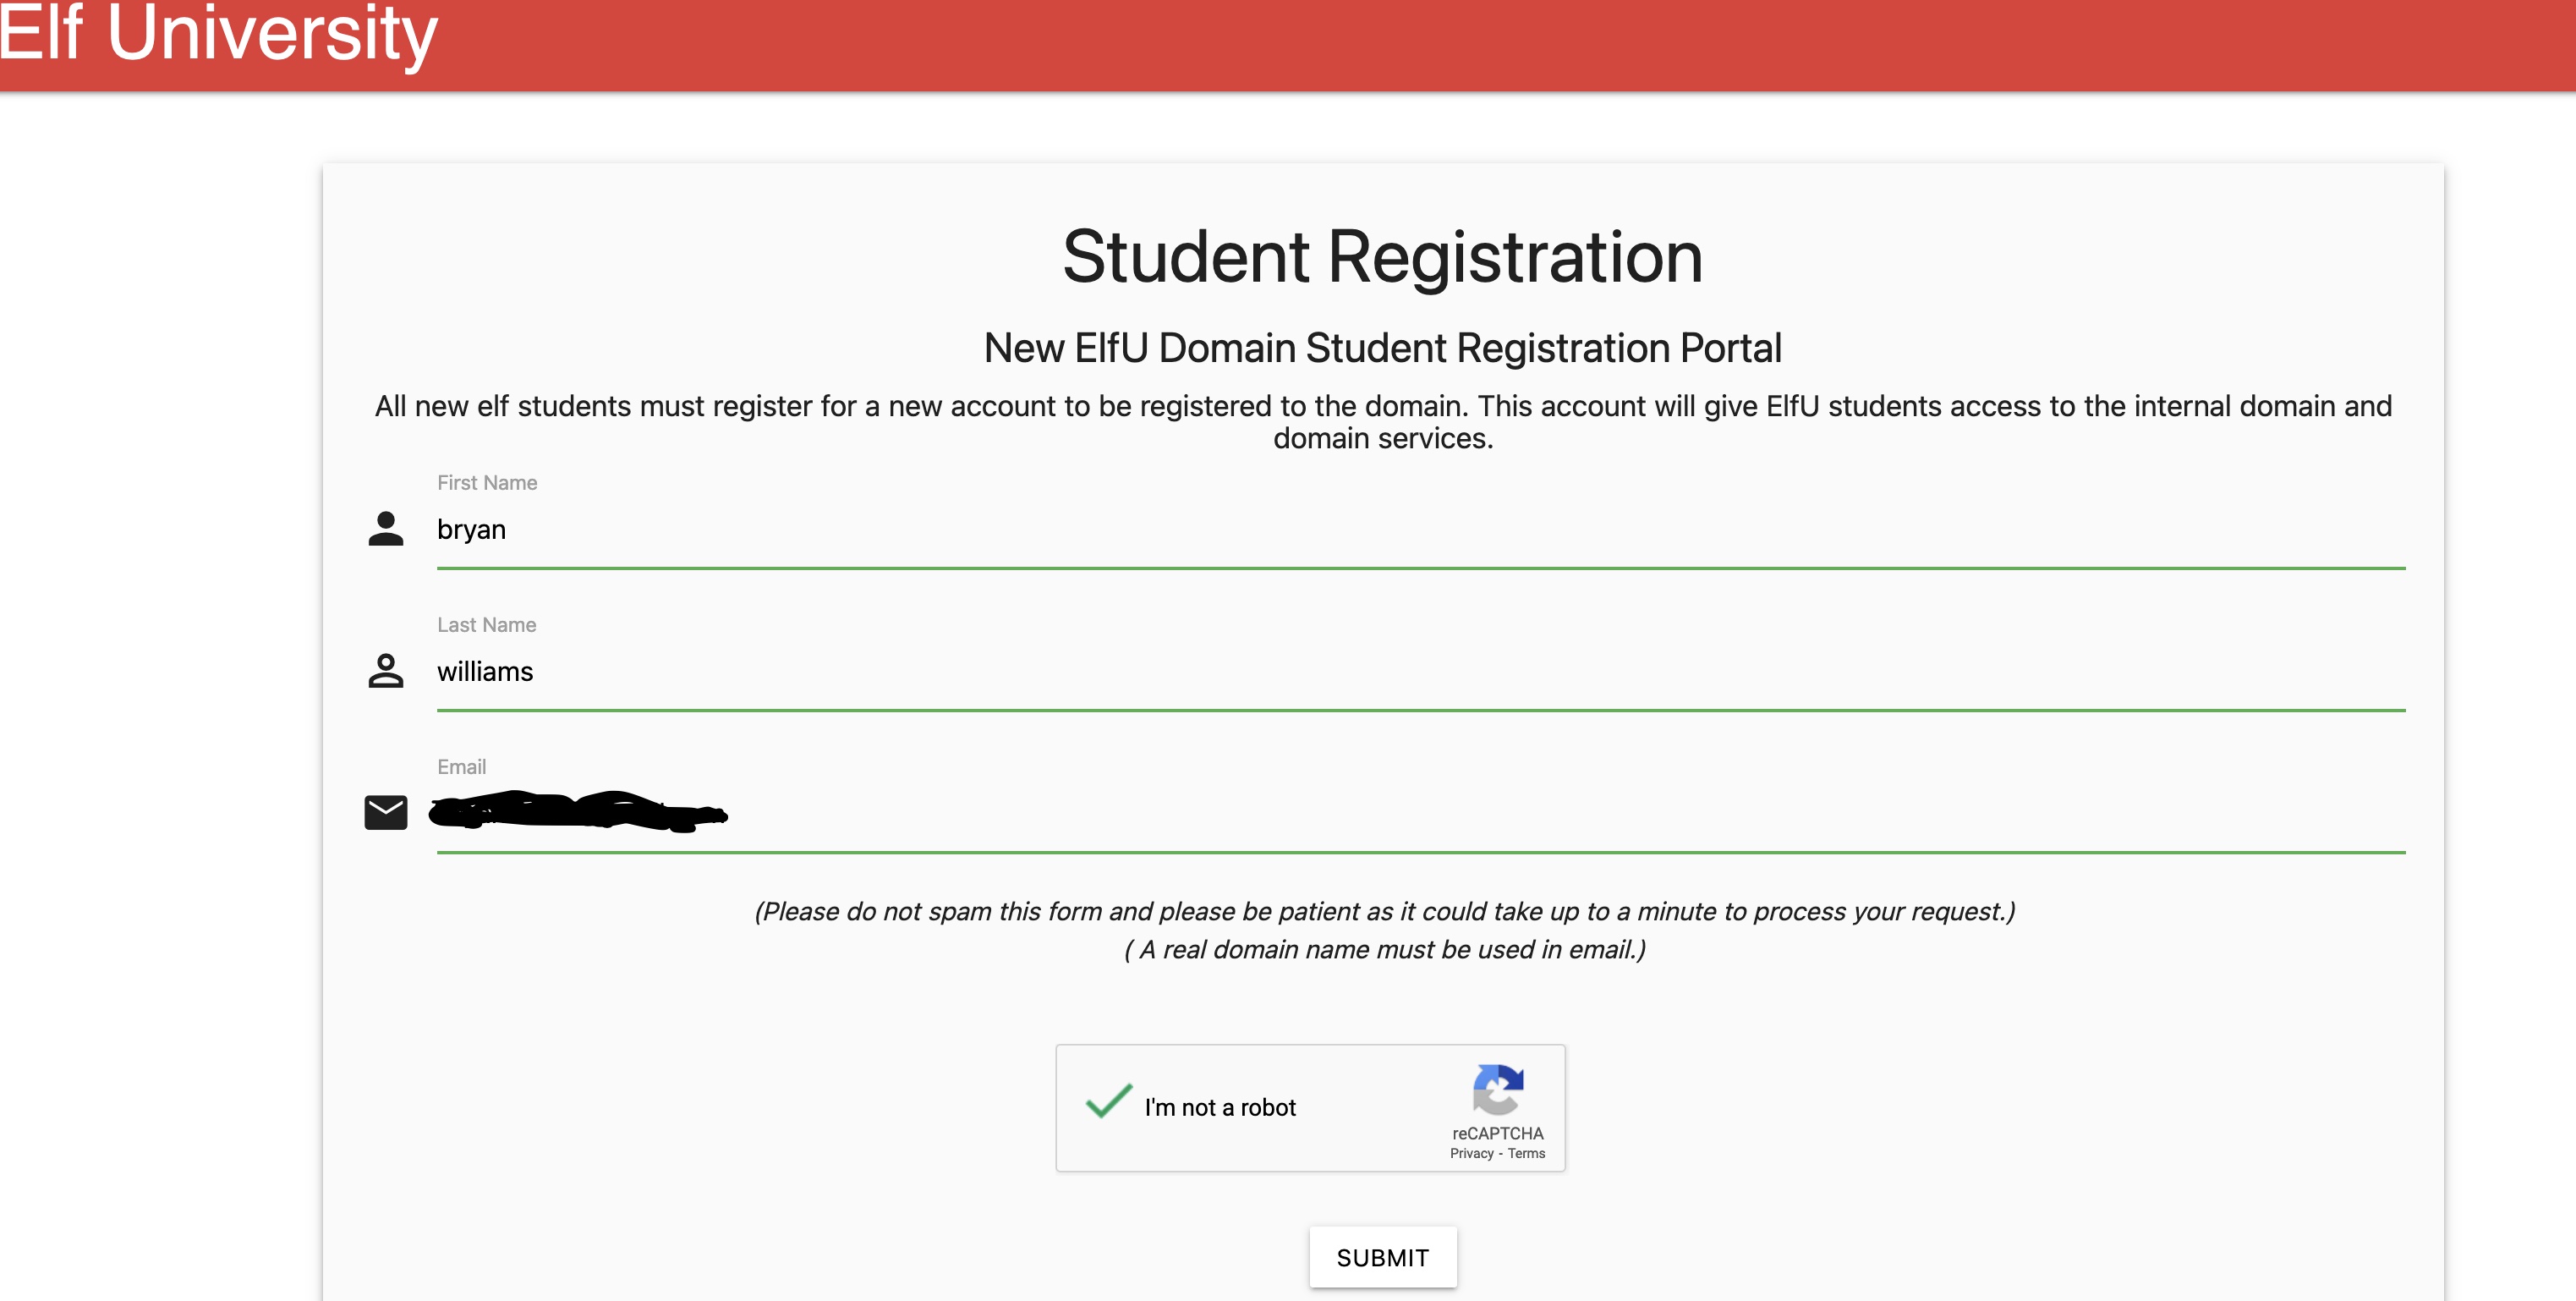 Elf University
Student Registration
New ElfU Domain Student Registration Portal
All new elf students must register for a new account to be registered to the domain. This account will give ElfU students access to the internal domain and
domain services.
First Name
bryan
Last Name
williams
Email
(Please do not spam this form and please be patient as it could take up to a minute to process your request.)
( A real domain name must be used in email.)
I'm not a robot
reCAPTCHA
Privacy - Terms
SUBMIT